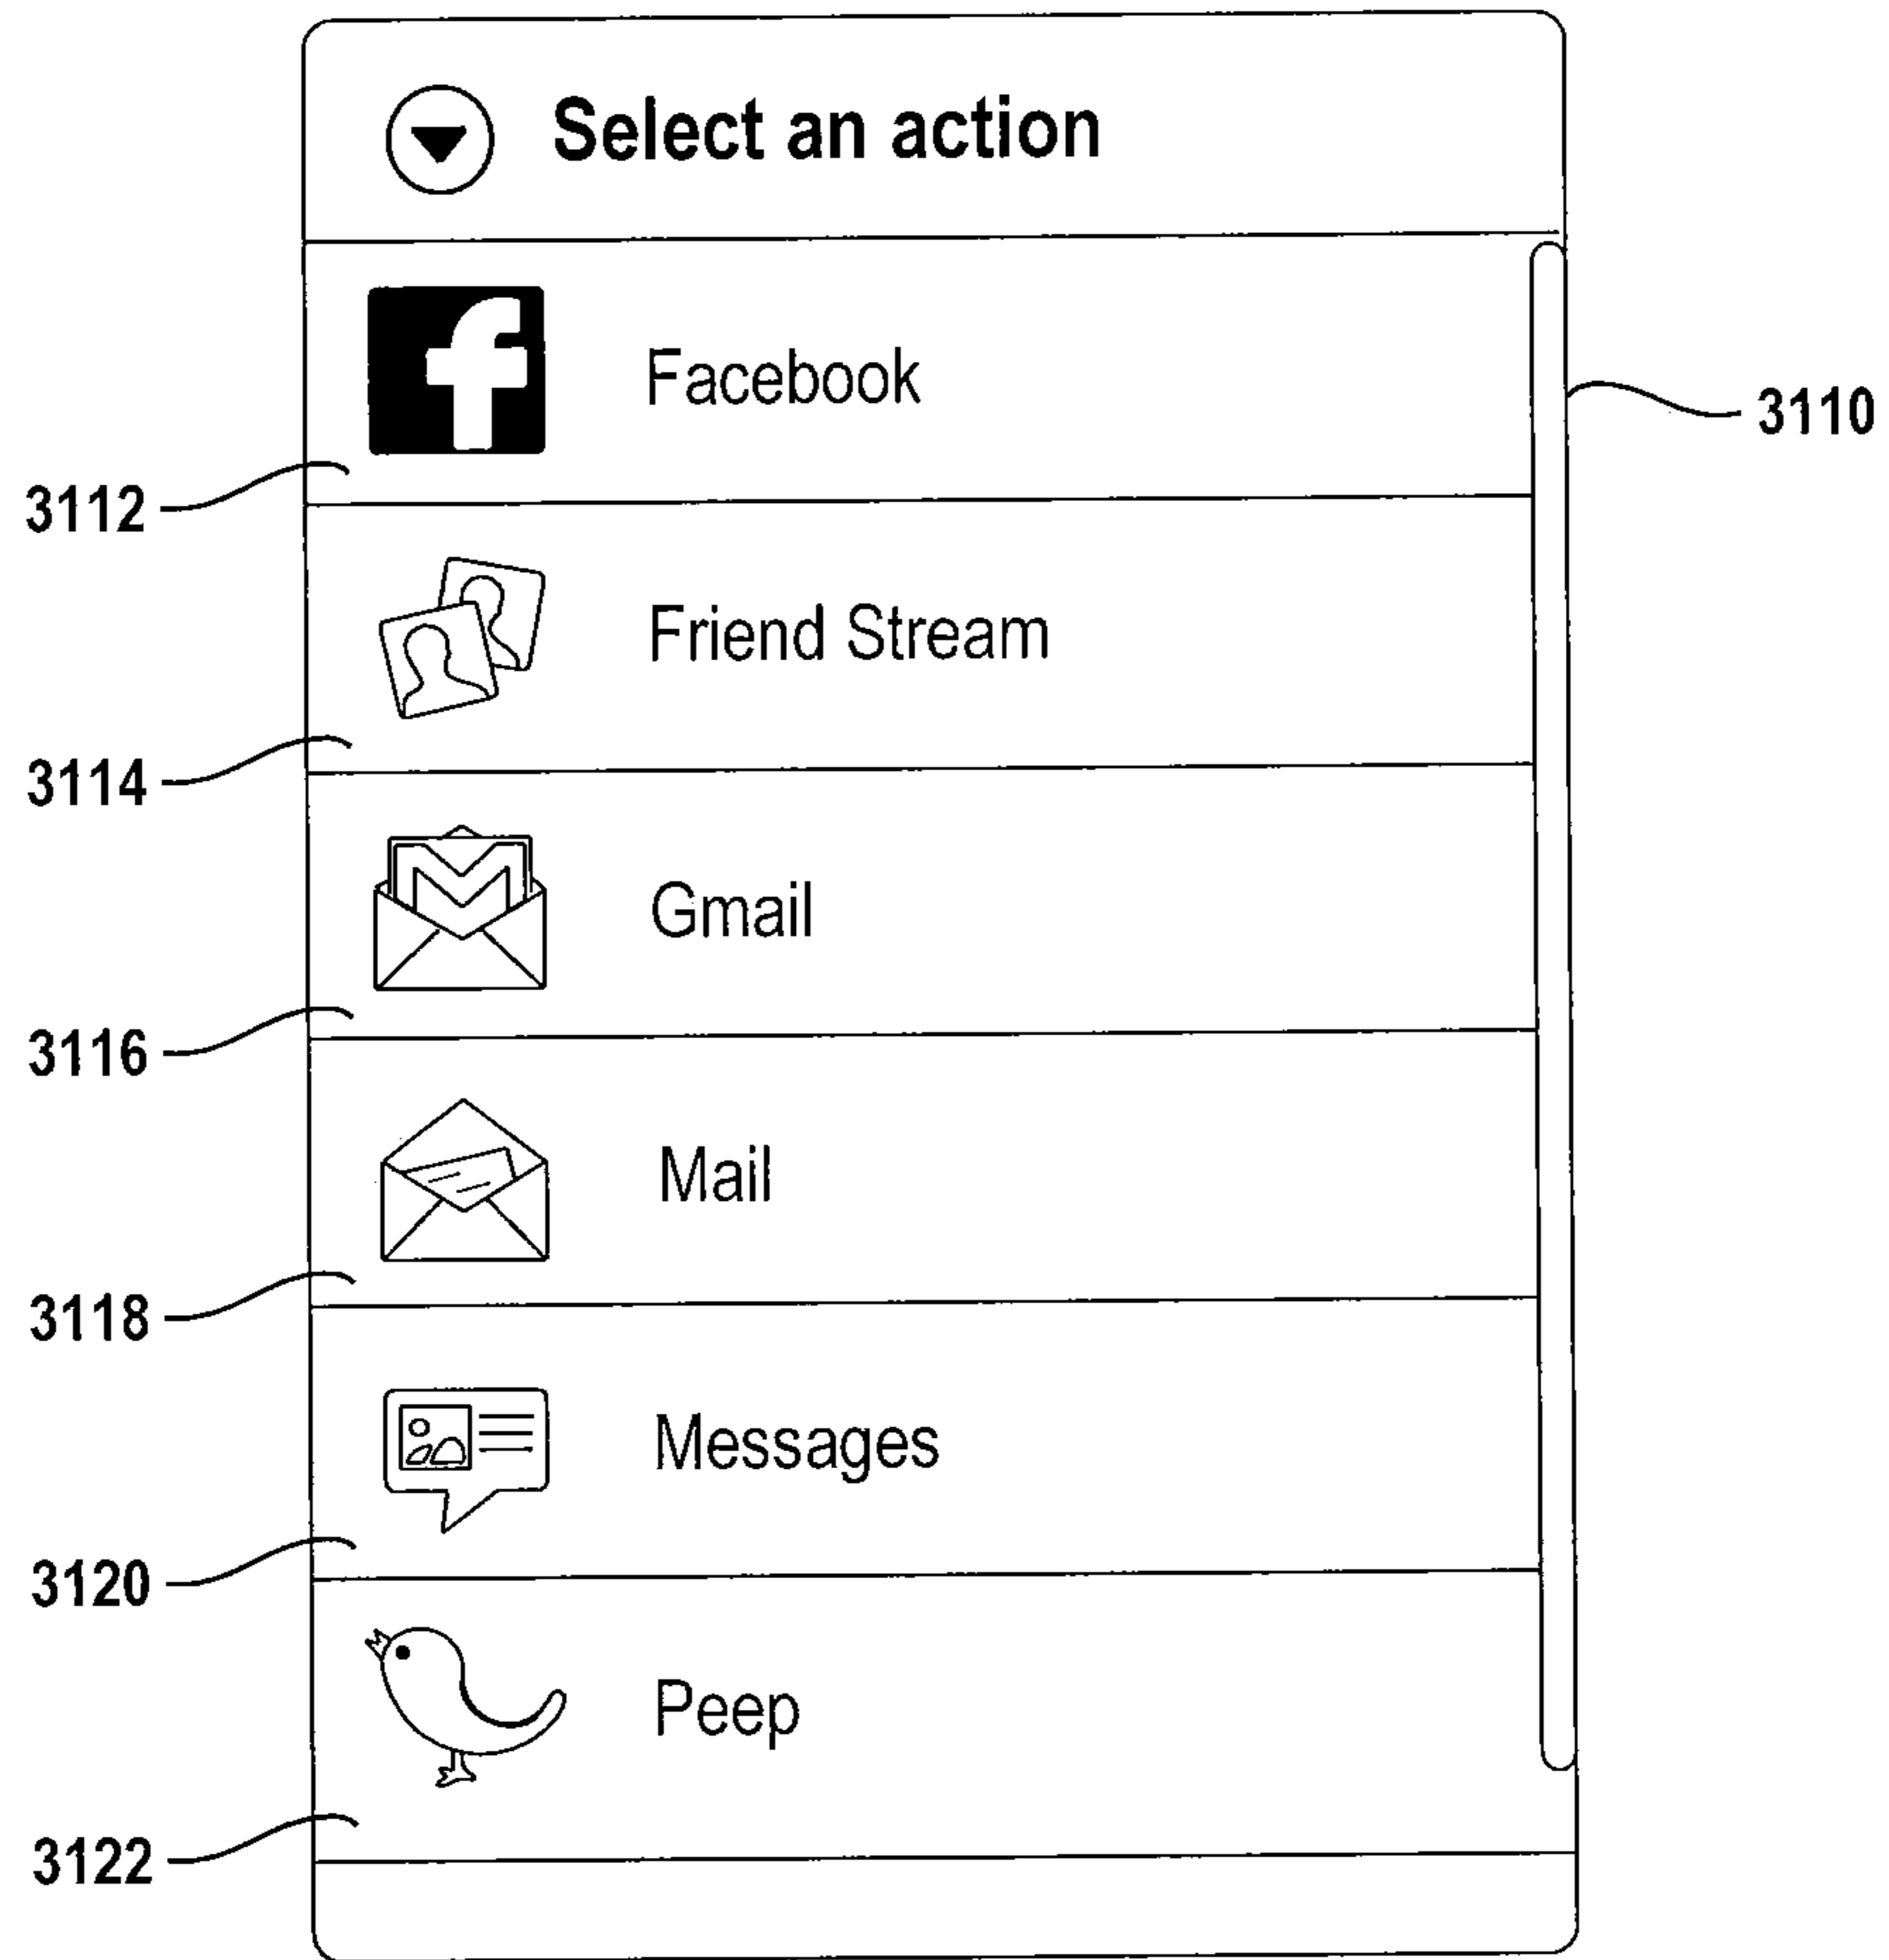 Select an action
Facebook
3110
3112
Friend Stream
3114
Gmail
3116
Mail
3118
Messages
3120
Peep
3122